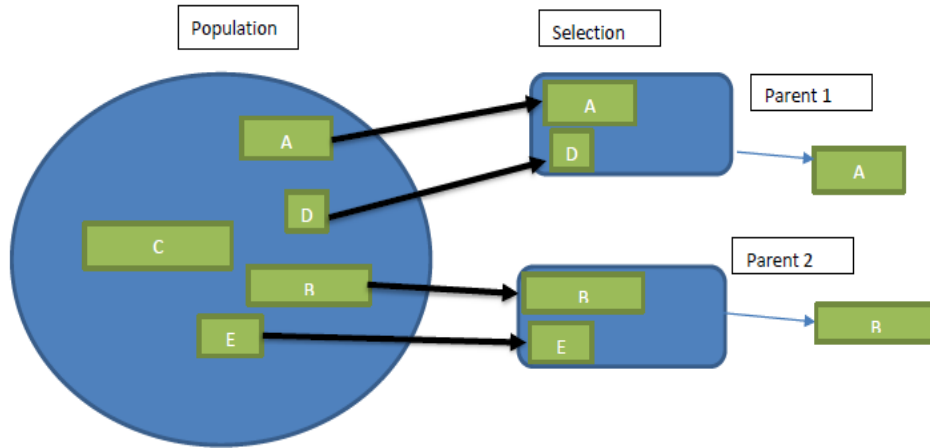 Population
Selection
A
A
Parent 1
D
A
D
C
Parent 2
B
B
B
E
E